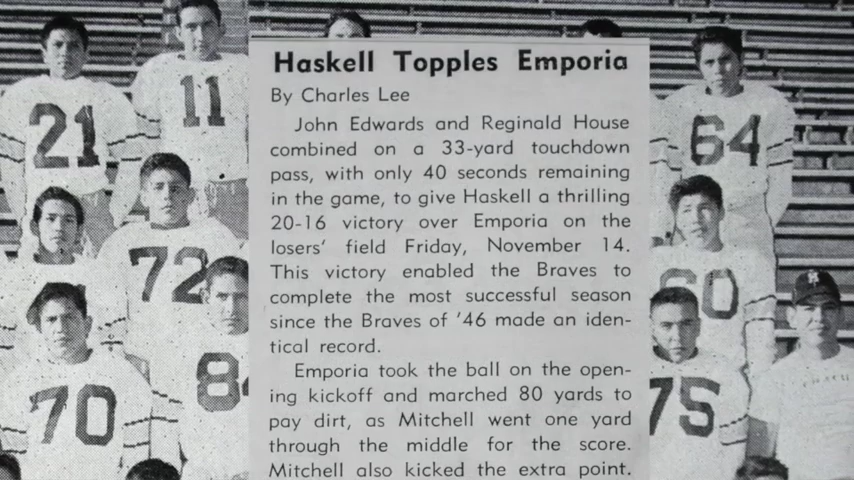 Haskell Topples Emporia
By Charles Lee
John Edwards and Reginald House
combined on a 33-yard touchdown
pass, with only 40 seconds remaining
in the game, to give Haskell a thrilling
20-16 victory over Emporia on the
losers' field Friday, November 14.
This victory enabled the Braves to
complete the most successful season
since the Braves of '46 made an iden-
tical record.
Emporia took the ball on the open-
ing kickoff and marched 80 yards to
pay dirt, as Mitchell went one yard
through the middle for the score.
Mitchell also kicked the extra point.
21
11
64
72
60
70
84
75
COACH